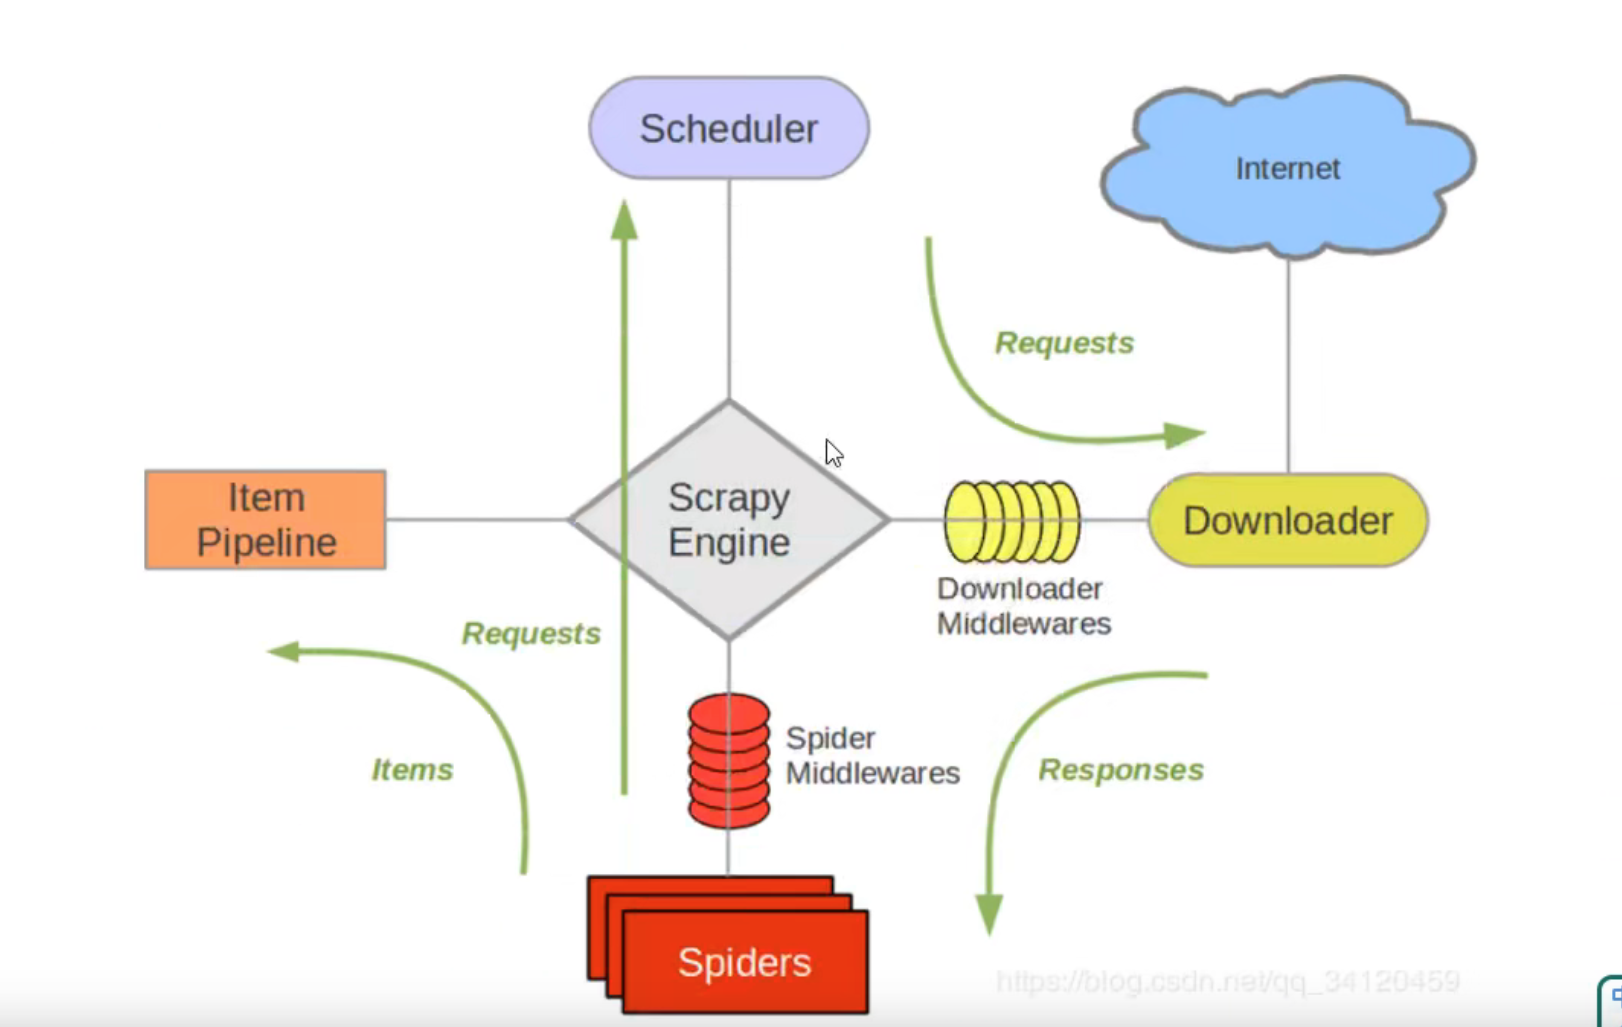 Scheduler
Internet
Requests
Scrapy
Engine
Item
Pipeline
Downloader
Downloader
Middlewares
Requests
Spider
Middlewares
Items
Responses
Spiders
https://blog.csdn.net/qq_34120459